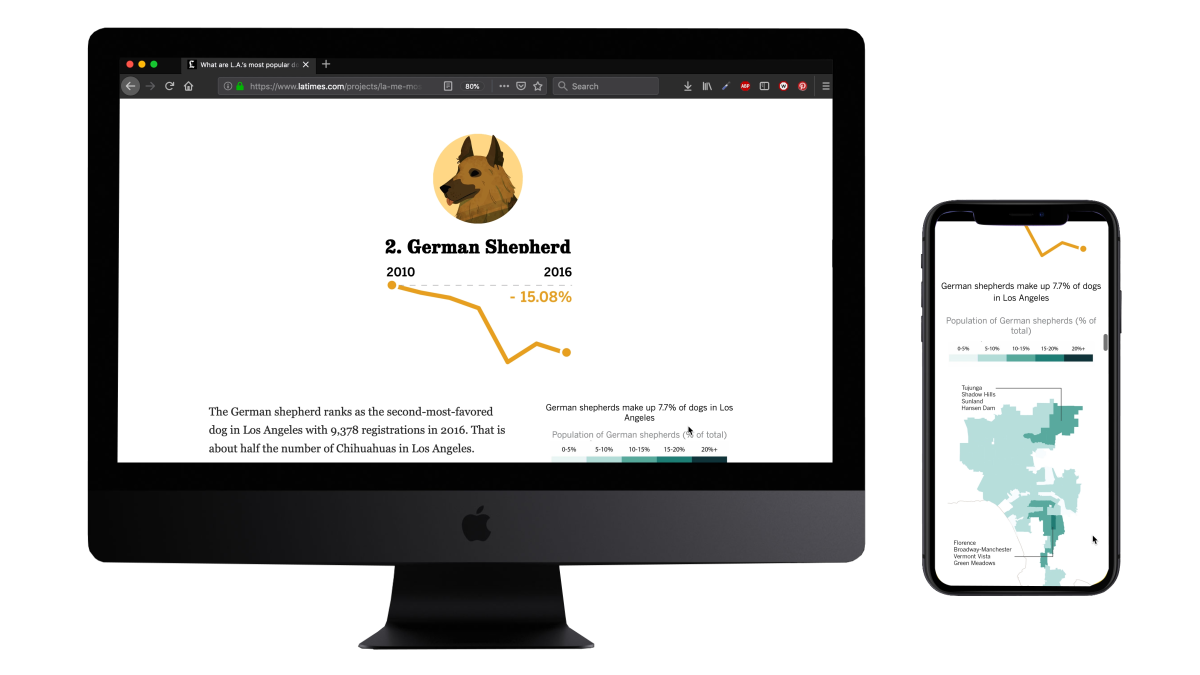 What are L.A.'s most popular do
https://www.latimes.com/projects/la-me-mos
80%
Search
ABP
2. German Shepherd
2010
2016
- 15.08%
The German shepherd ranks as the second-most-favored
dog in Los Angeles with 9,378 registrations in 2016. That is
about half the number of Chihuahuas in Los Angeles.
German shepherds make up 7.7% of dogs in Los
Angeles
Population of German shepherds (% of total)
0-5%
5-10%
10-15%
15-20%
20%+
German shepherds make up 7.7% of dogs
in Los Angeles
Population of German shepherds (% of
total)
0-5%
5-10%
10-15%
15-20%
20%+
Tujunga
Shadow Hills
Sunland
Hansen Dam
Florence
Broadway-Manchester
Vermont Vista
Green Meadows